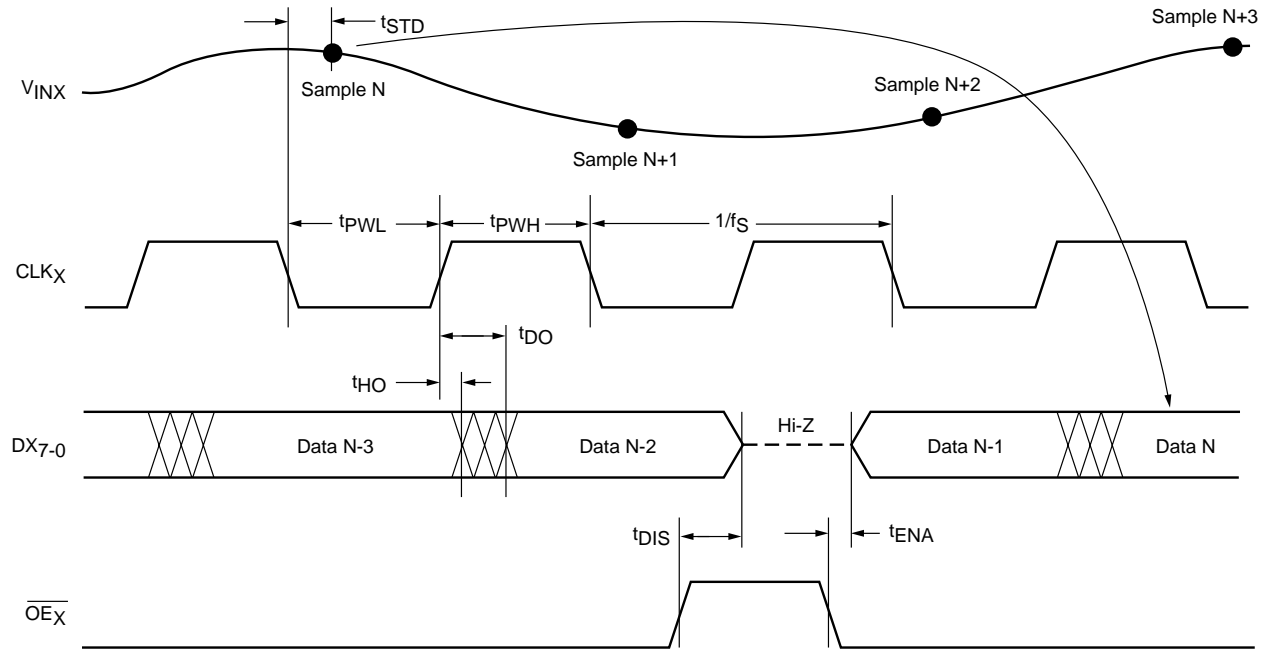 Sample N+3
tSTD
VINX
Sample N
Sample N+2
Sample N+1
tPWL
tPWH
1/fS
CLKX
tDO
tHO
DX7-0
Data N-3
Data N-2
Hi-Z
Data N-1
Data N
tDIS
tENA
OEX